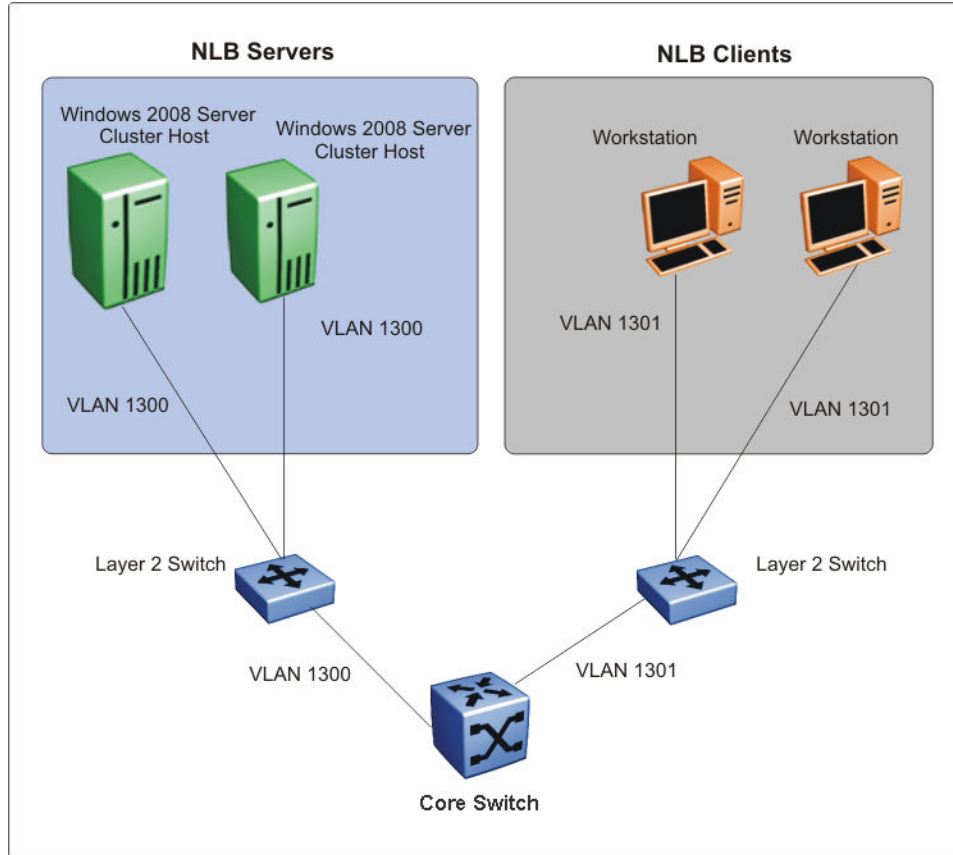 NLB Servers
NLB Clients
Windows 2008 Server
Cluster Host
Windows 2008 Server
Cluster Host
Workstation
Workstation
VLAN 1300
VLAN 1301
VLAN 1300
VLAN 1301
Layer 2 Switch
Layer 2 Switch
VLAN 1300
VLAN 1301
Core Switch